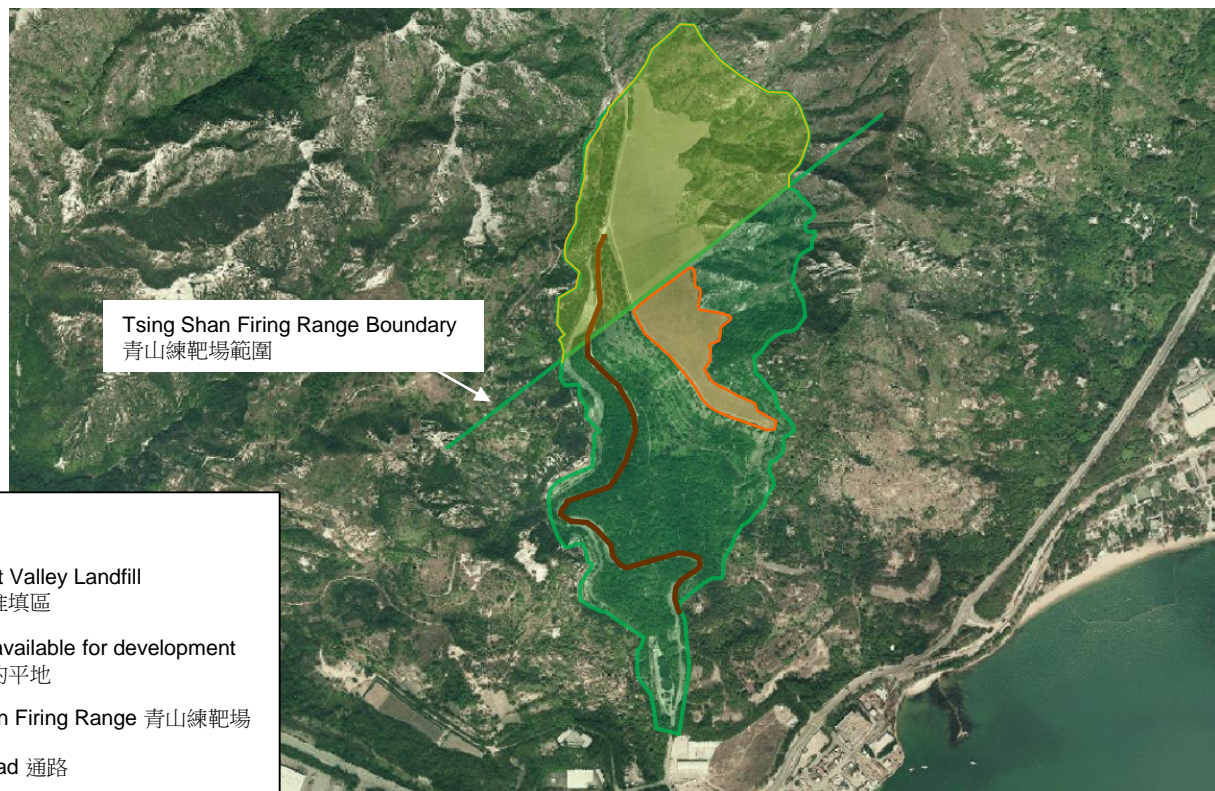 Tsing Shan Firing Range Boundary
青山練靶場範圍
t Valley Landfill
堆填區
available for development
的平地
n Firing Range 青山練靶場
ad 通路